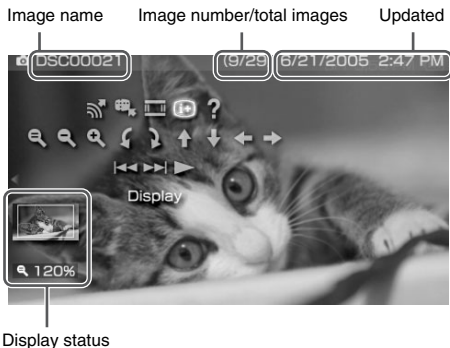 Image name
Image number/total images
Updated
DSC00021
(9/29
6/21/2005 2:47 PM
i+
?
Display
120%
Display status